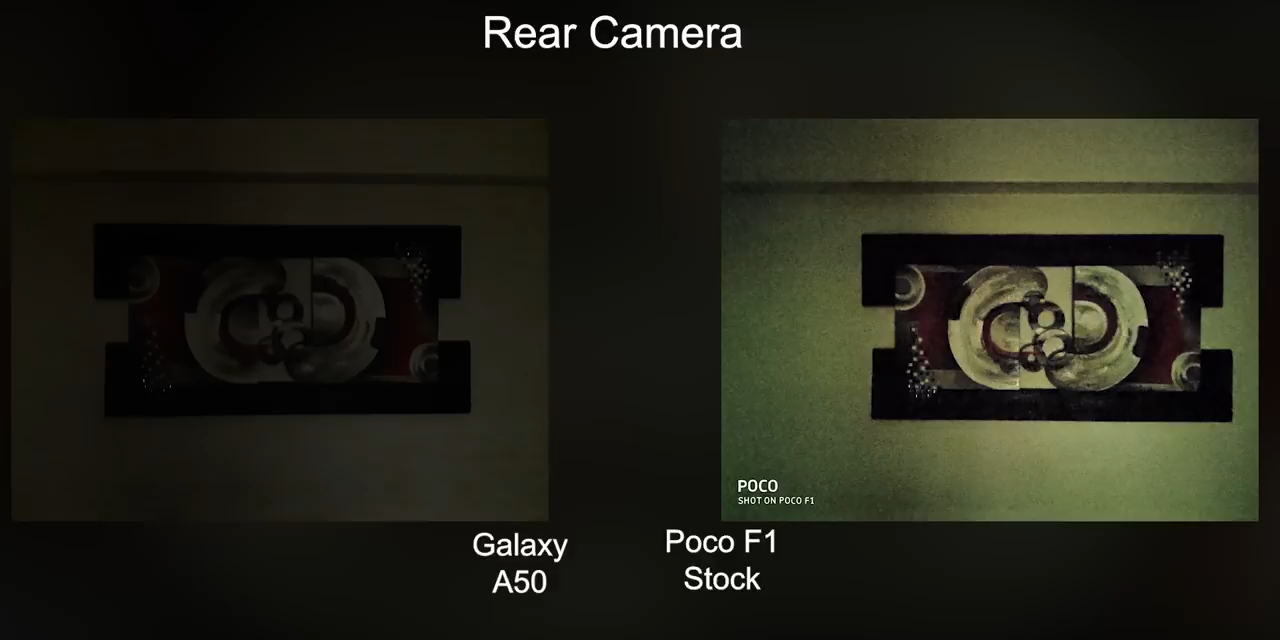 Rear Camera
POCO
SHOT ON POCO F1
Galaxy
A50
Poco F1
Stock